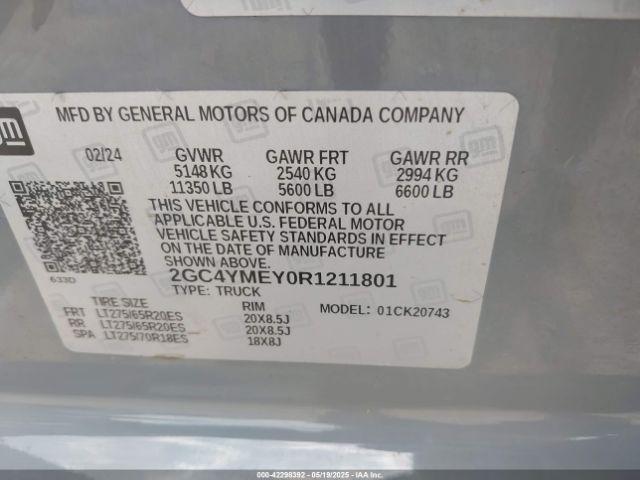 gm
MFD BY GENERAL MOTORS OF CANADA COMPANY
02/24 GVWR GAWR FRT GAWR RR
5148 KG 2540 KG 2994 KG
11350 LB 5600 LB 6600 LB
THIS VEHICLE CONFORMS TO ALL
APPLICABLE U.S. FEDERAL MOTOR
VEHICLE SAFETY STANDARDS IN EFFECT
ON THE DATE OF MANUFACTURE
SHOWN ABOVE.
633D
2GC4YMEY0R1211801
TYPE: TRUCK
TIRE SIZE RIM MODEL: 01CK20743
FRT LT275/65R20ES 20X8.5J
RR LT275/65R20ES 20X8.5J
SPA LT275/70R18ES 18X8J
000-42298392 - 05/19/2025 - IAA Inc.